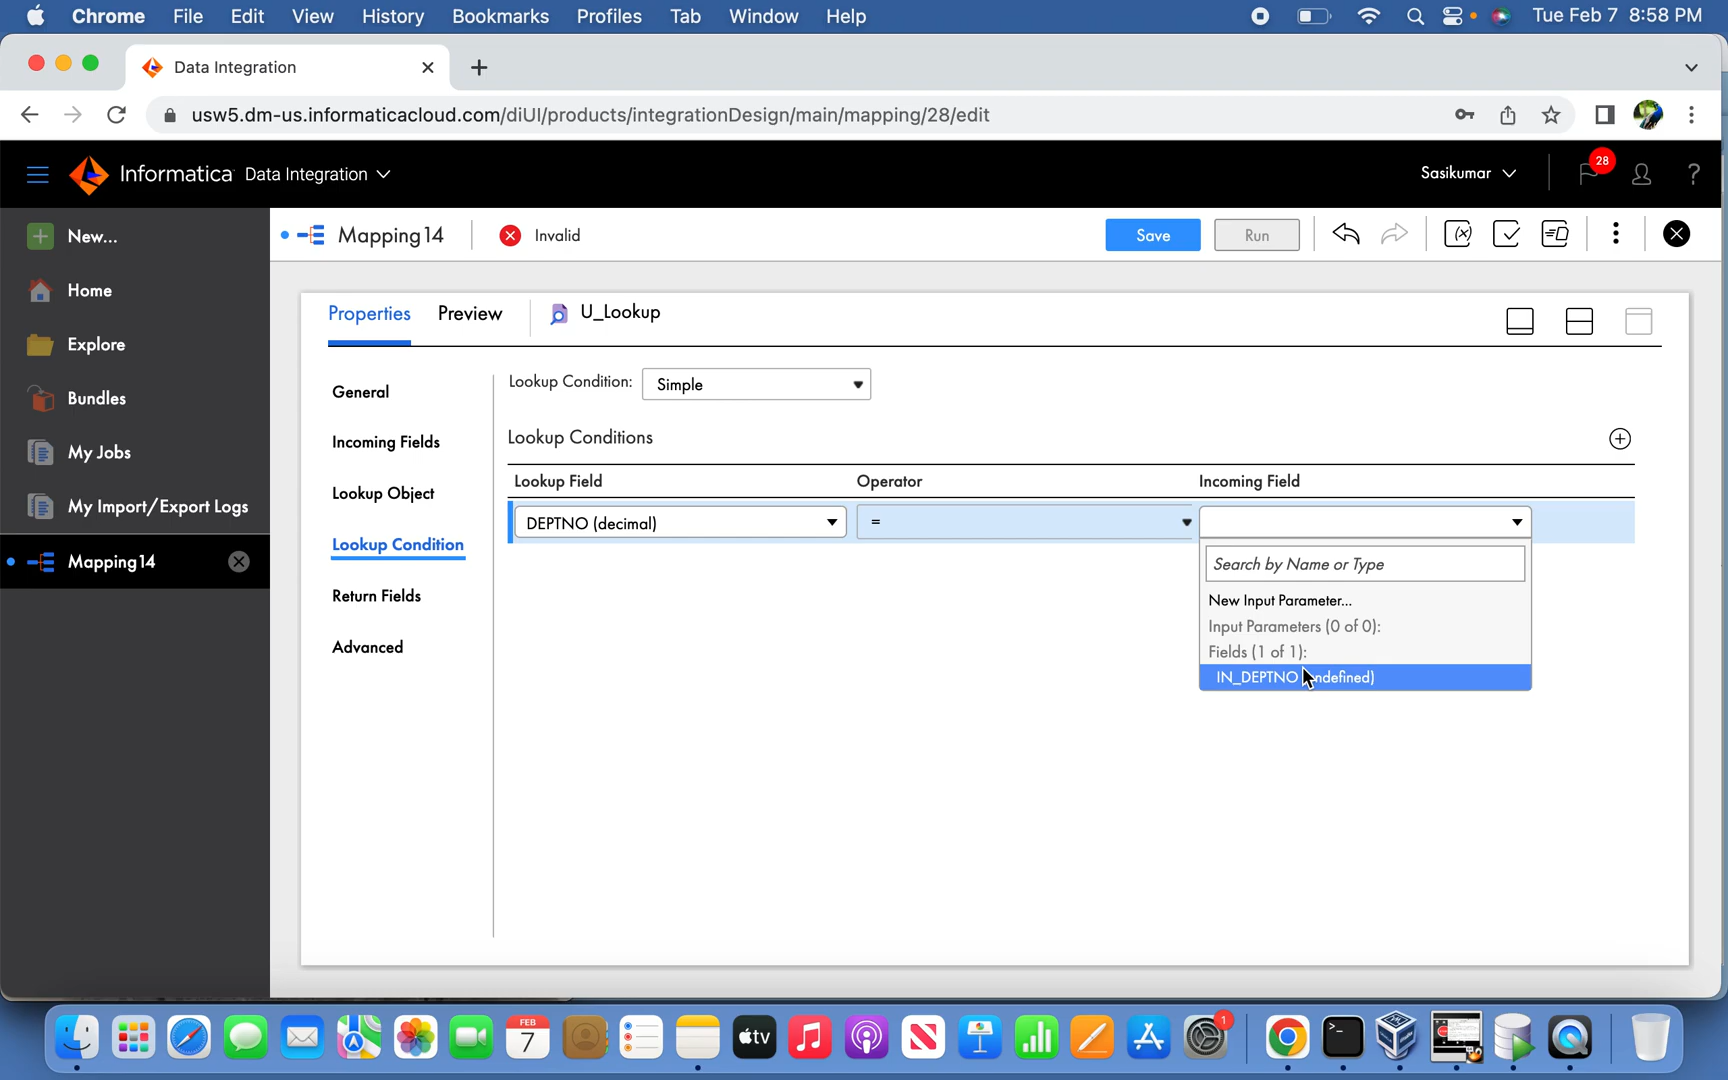 Chrome File Edit View History Bookmarks Profiles Tab Window Help Tue Feb 7 8:58 PM
Data Integration
usw5.dm-us.informaticacloud.com/diUI/products/integrationDesign/main/mapping/28/edit
Informatica Data Integration Sasikumar 28 ?
New... Mapping14 Invalid Save Run
Home
Explore
Bundles
My Jobs
My Import/Export Logs
Mapping14
Properties Preview U_Lookup
General
Incoming Fields
Lookup Object
Lookup Condition
Return Fields
Advanced
Lookup Condition: Simple
Lookup Conditions
Lookup Field Operator Incoming Field
DEPTNO (decimal) =
Search by Name or Type
New Input Parameter...
Input Parameters (0 of 0):
Fields (1 of 1):
IN_DEPTNO ndefined)
FEB
7
tv
1